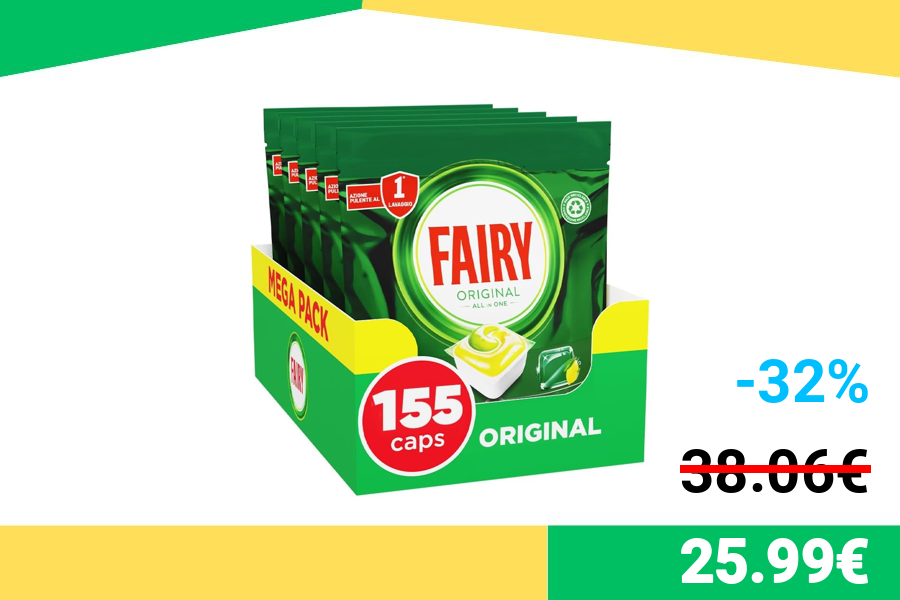 AZIONE
PULENTE AL
1°
LAVAGGIO
FAIRY
ORIGINAL
ALL in ONE
MEGA PACK
FAIRY
155
caps
ORIGINAL
-32%
38.06€
25.99€